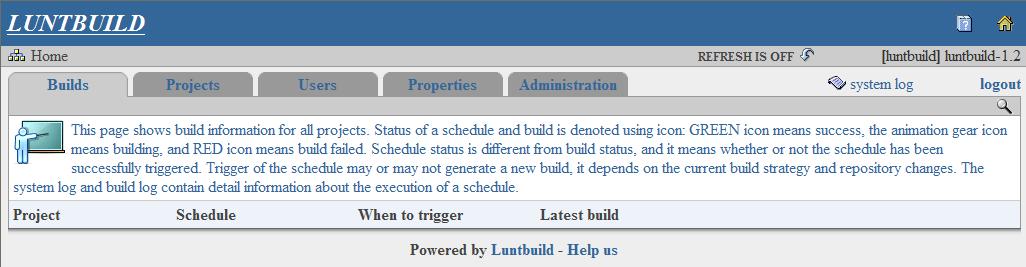 LUNTBUILD
Home REFRESH IS OFF [luntbuild] luntbuild-1.2
Builds Projects Users Properties Administration system log logout
This page shows build information for all projects. Status of a schedule and build is denoted using icon: GREEN icon means success, the animation gear icon
means building, and RED icon means build failed. Schedule status is different from build status, and it means whether or not the schedule has been
successfully triggered. Trigger of the schedule may or may not generate a new build, it depends on the current build strategy and repository changes. The
system log and build log contain detail information about the execution of a schedule.
Project Schedule When to trigger Latest build
Powered by Luntbuild - Help us